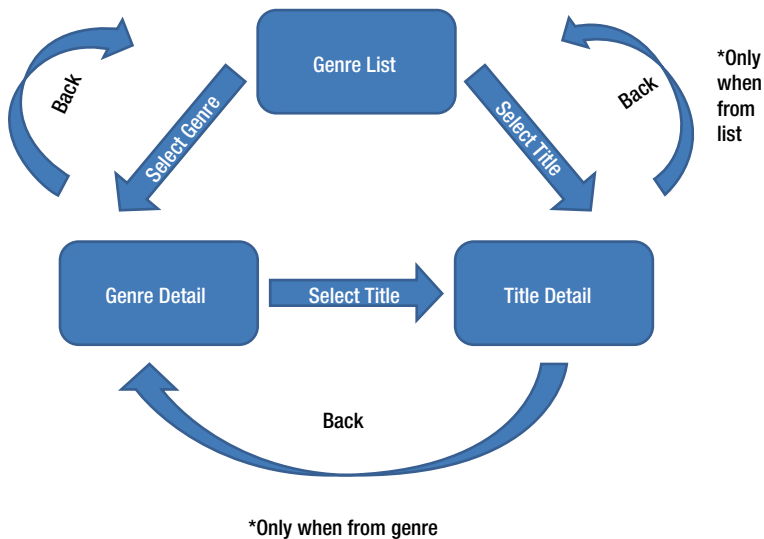 Genre List
Back
Select Genre
Select Title
Back
*Only
when
from
list
Genre Detail
Select Title
Title Detail
Back
*Only when from genre